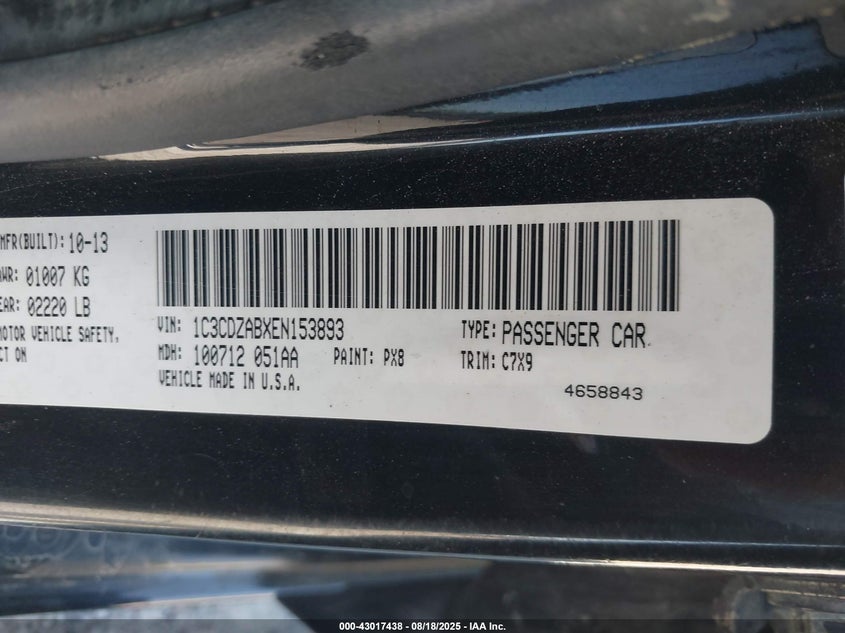 MFR(BUILT): 10-13
AWR: 01007 KG
EAR: 02220 LB
MOTOR VEHICLE SAFETY,
CT ON
VIN: 1C3CDZABXEN153893
TYPE: PASSENGER CAR
MDH: 100712 051AA
PAINT: PX8
TRIM: C7X9
VEHICLE MADE IN U.S.A.
4658843
000-43017438 - 08/18/2025 - IAA Inc.